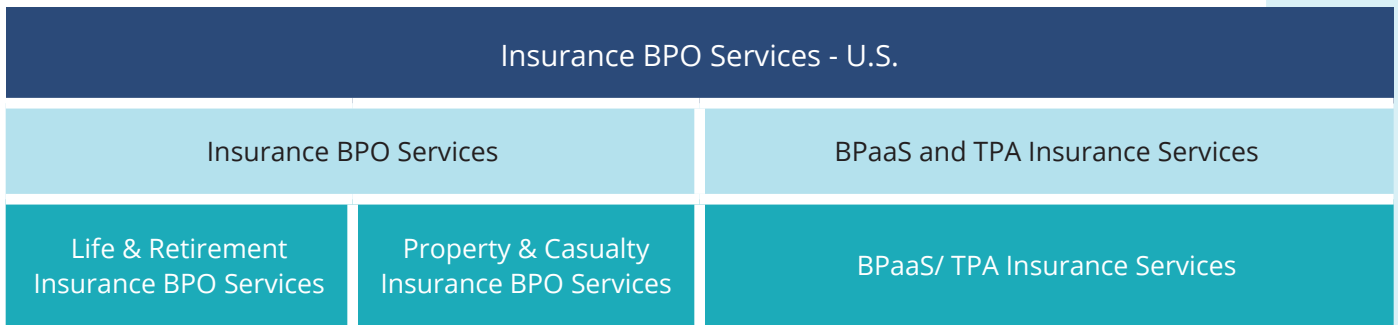 Insurance BPO Services - U.S.
Insurance BPO Services
BPaaS and TPA Insurance Services
Life & Retirement
Insurance BPO Services
Property & Casualty
Insurance BPO Services
BPaaS/ TPA Insurance Services